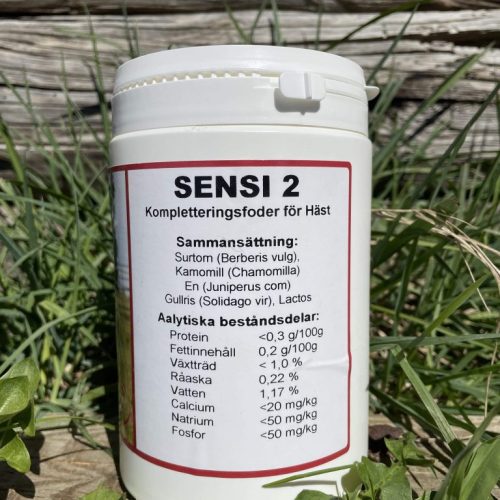 SENSI 2
Kompletteringsfoder för Häst
Sammansättning:
Surtorn (Berberis vulg),
Kamomill (Chamomilla)
En (Juniperus com)
Gullris (Solidago vir), Lactos
Aalytiska beståndsdelar:
Protein <0,3 g/100g
Fettinnehåll 0,2 g/100g
Växtträd < 1,0 %
Råaska 0,22 %
Vatten 1,17 %
Calcium <20 mg/kg
Natrium <50 mg/kg
Fosfor <50 mg/kg